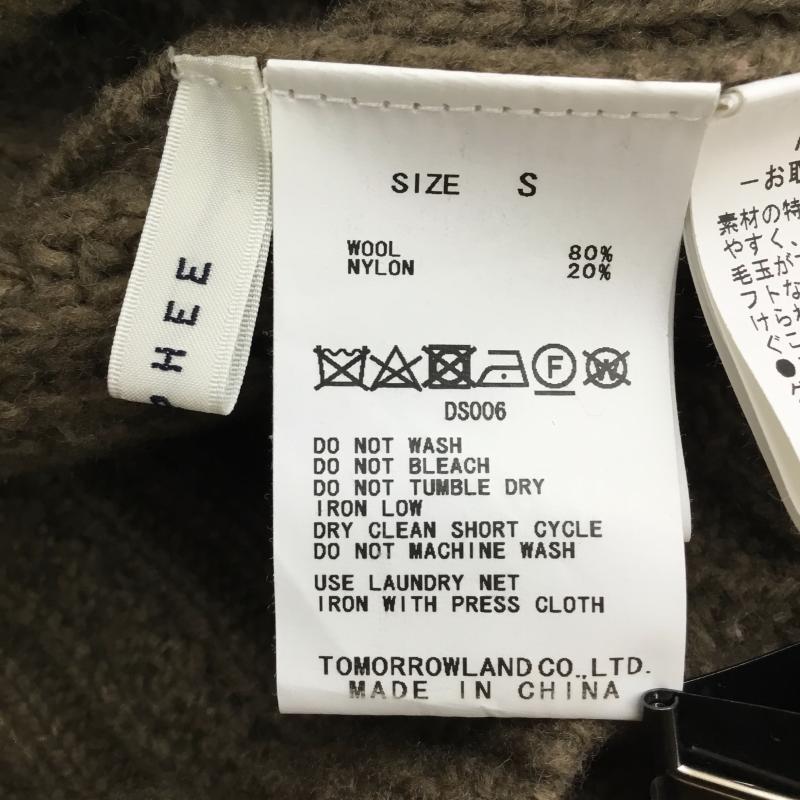 PHEE
SIZE S
WOOL 80%
NYLON 20%
F
W
DS006
DO NOT WASH
DO NOT BLEACH
DO NOT TUMBLE DRY
IRON LOW
DRY CLEAN SHORT CYCLE
DO NOT MACHINE WASH
USE LAUNDRY NET
IRON WITH PRESS CLOTH
TOMORROWLAND CO.,LTD.
MADE IN CHINA
ーお取
素材の特
やすく、
毛玉が
フトな
けられ
ぐこ